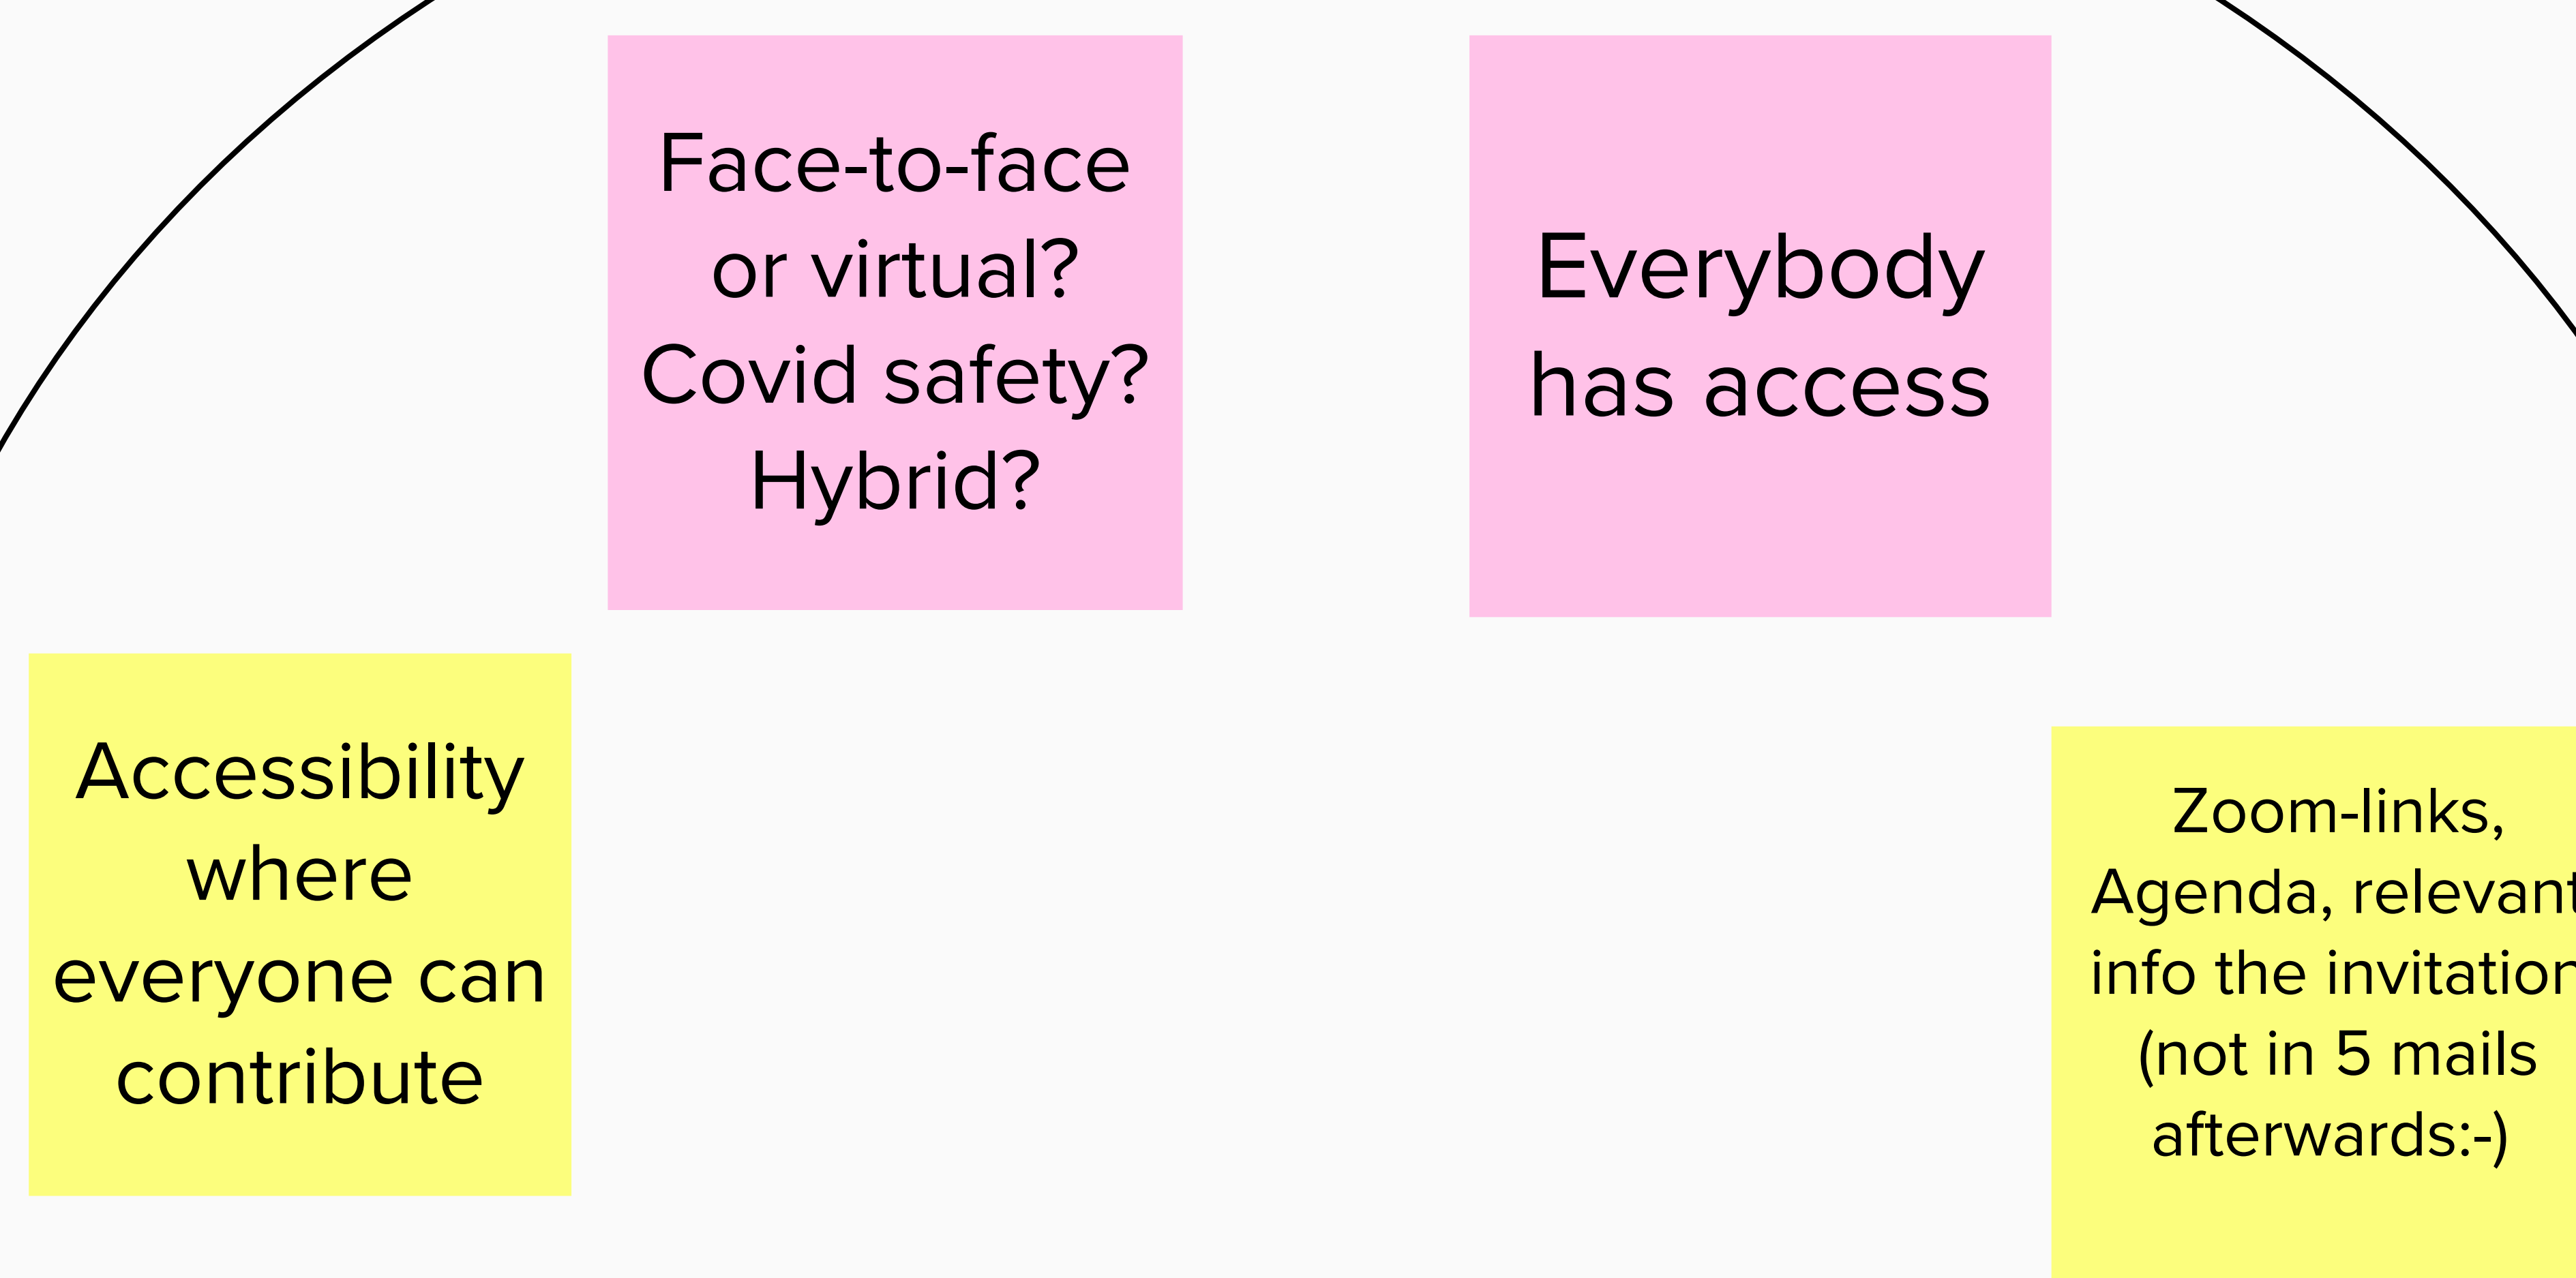 Face-to-face
or virtual?
Covid safety?
Hybrid?
Everybody
has access
Accessibility
where
everyone can
contribute
Zoom-links,
Agenda, relevant
info the invitation
(not in 5 mails
afterwards:-)